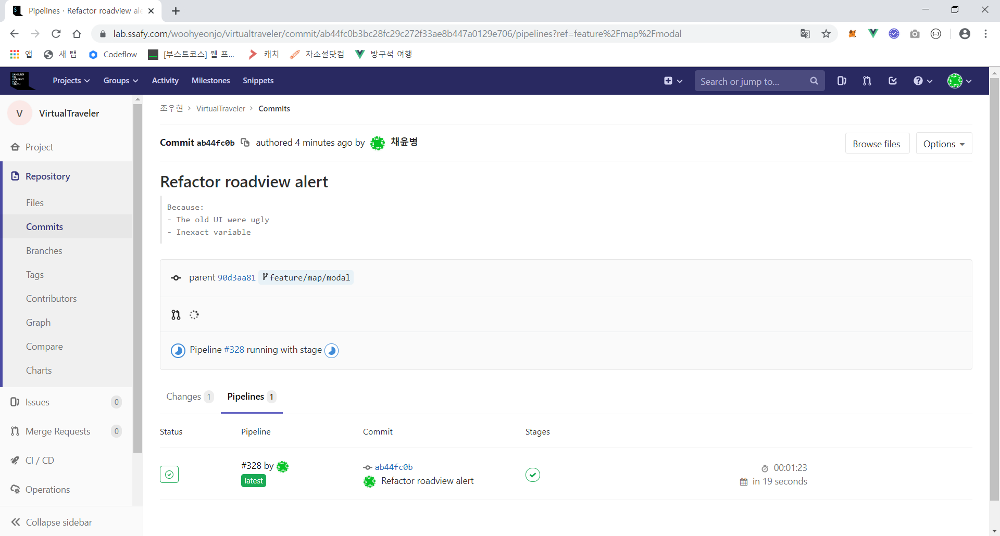 Pipelines · Refactor roadview ale
lab.ssafy.com/woohyeonjo/virtualtraveler/commit/ab44fc0b3bc28fc29c272f33ae8b447a0129e706/pipelines?ref=feature%2Fmap%2Fmodal
앱 새 탭 Codeflow [부스트코스] 웹 프... 캐치 자소설닷컴 방구석 여행
SAMSUNG
SW
ACADEMY
FOR
YOUTH
Projects Groups Activity Milestones Snippets Search or jump to...
V VirtualTraveler
Project
Repository
Files
Commits
Branches
Tags
Contributors
Graph
Compare
Charts
Issues 0
Merge Requests 0
CI / CD
Operations
Collapse sidebar
조우현 > VirtualTraveler > Commits
Commit ab44fc0b authored 4 minutes ago by 채윤병
Browse files Options
Refactor roadview alert
Because:
- The old UI were ugly
- Inexact variable
parent 90d3aa81 feature/map/modal
Pipeline #328 running with stage
Changes 1 Pipelines 1
Status Pipeline Commit Stages
#328 by
latest
ab44fc0b
Refactor roadview alert
00:01:23
in 19 seconds